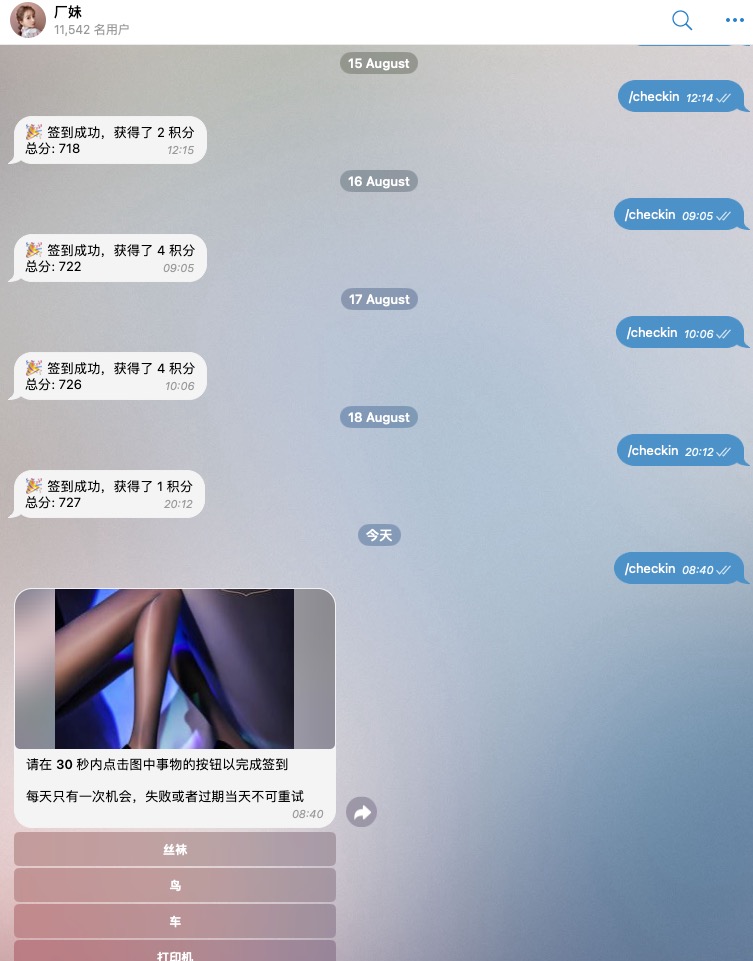 厂妹
11,542 名用户
15 August
/checkin 12:14
🎉 签到成功，获得了 2 积分
总分: 718 12:15
16 August
/checkin 09:05
🎉 签到成功，获得了 4 积分
总分: 722 09:05
17 August
/checkin 10:06
🎉 签到成功，获得了 4 积分
总分: 726 10:06
18 August
/checkin 20:12
🎉 签到成功，获得了 1 积分
总分: 727 20:12
今天
/checkin 08:40
请在 30 秒内点击图中事物的按钮以完成签到
每天只有一次机会，失败或者过期当天不可重试
08:40
丝袜
鸟
车
打印机